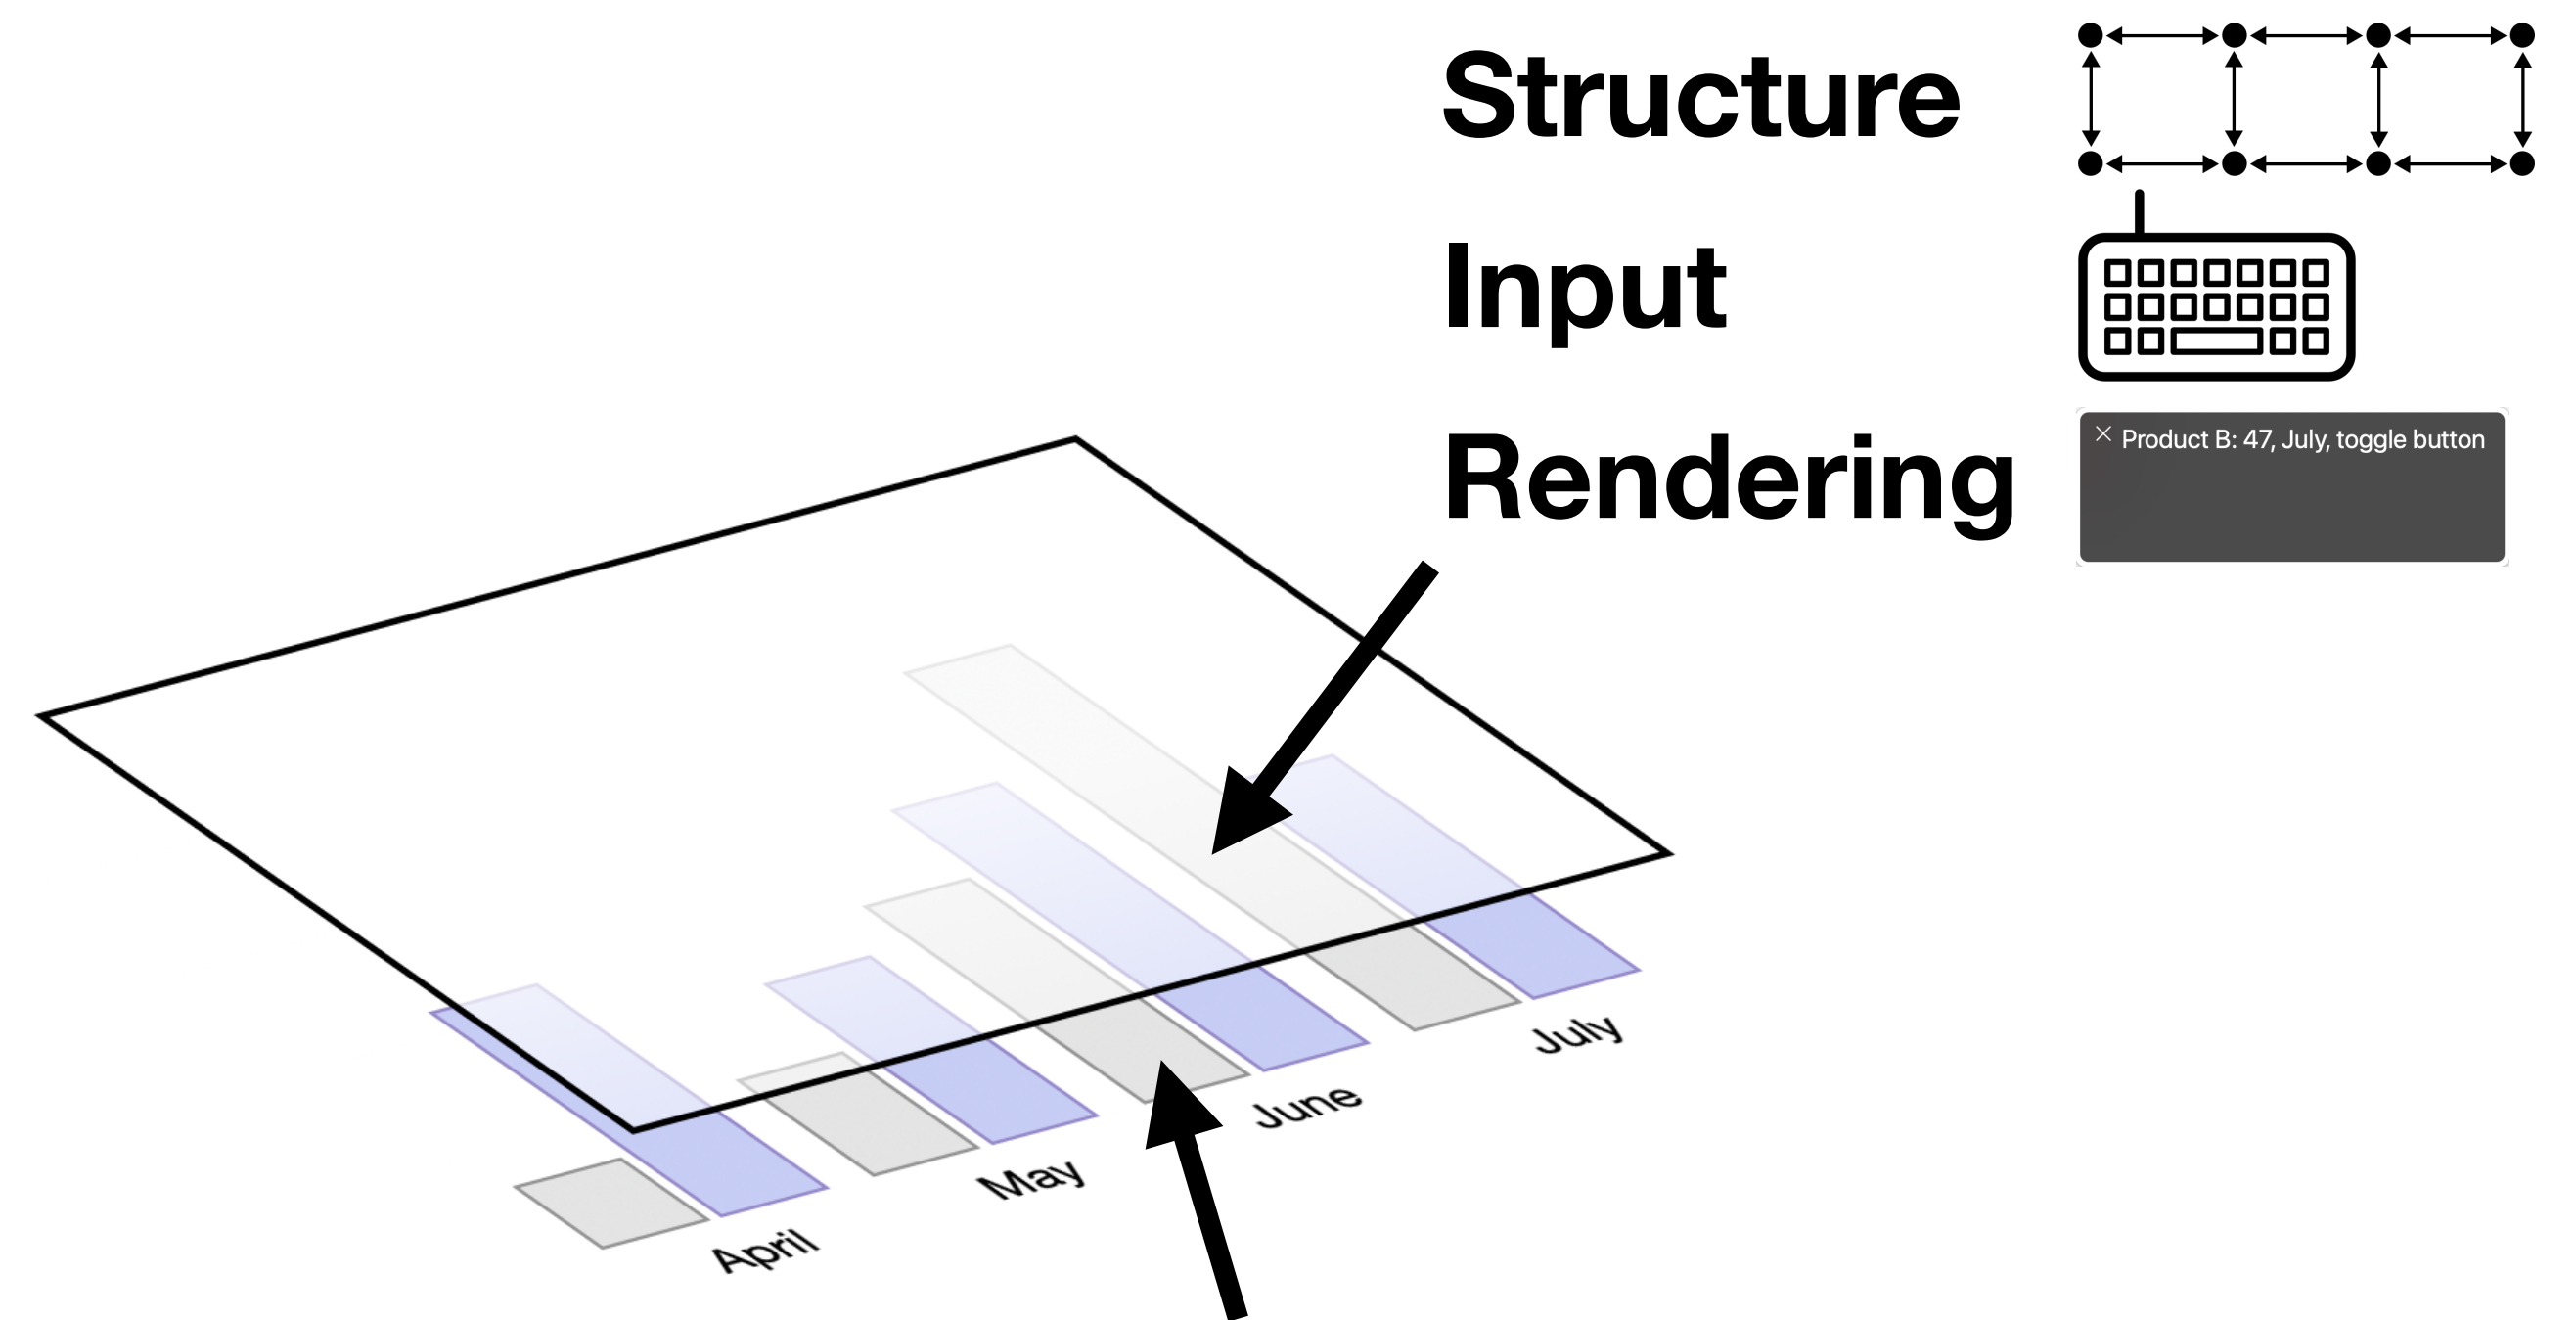 Structure
Input
Rendering
Product B: 47, July, toggle button
July
June
May
April